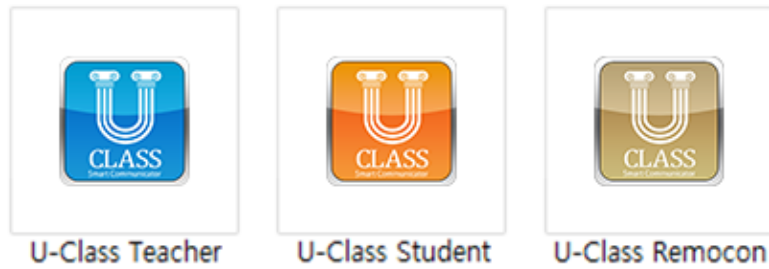 U
CLASS
Smart Communicator
U
CLASS
Smart Communicator
U
CLASS
Smart Communicator
U-Class Teacher
U-Class Student
U-Class Remocon